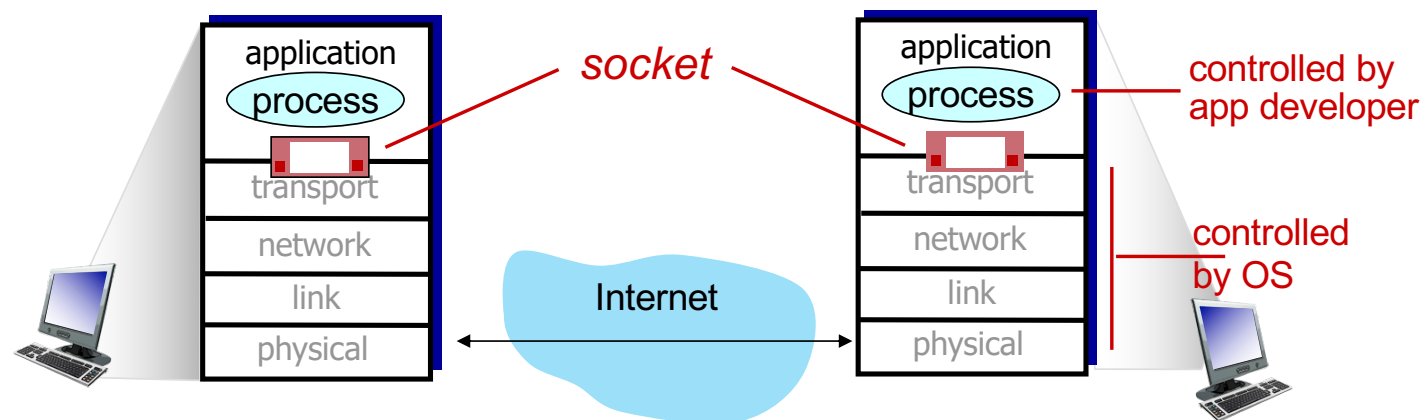 application
process
transport
network
link
physical
socket
Internet
application
process
transport
network
link
physical
controlled by
app developer
controlled
by OS